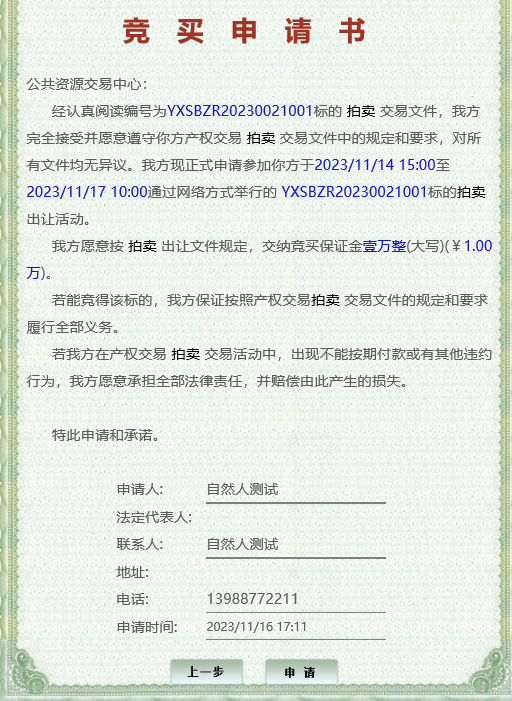 竞买申请书
公共资源交易中心:
经认真阅读编号为YXSBZR20230021001标的 拍卖 交易文件，我方
完全接受并愿意遵守你方产权交易 拍卖 交易文件中的规定和要求，对所
有文件均无异议。我方现正式申请参加你方于2023/11/14 15:00至
2023/11/17 10:00通过网络方式举行的 YXSBZR20230021001标的拍卖
出让活动。
我方愿意按 拍卖 出让文件规定，交纳竞买保证金壹万整(大写)(￥1.00
万)。
若能竞得该标的，我方保证按照产权交易拍卖 交易文件的规定和要求
履行全部义务。
若我方在产权交易 拍卖 交易活动中，出现不能按期付款或有其他违约
行为，我方愿意承担全部法律责任，并赔偿由此产生的损失。
特此申请和承诺。
申请人: 自然人测试
法定代表人:
联系人: 自然人测试
地址:
电话: 13988772211
申请时间: 2023/11/16 17:11
上一步 申 请